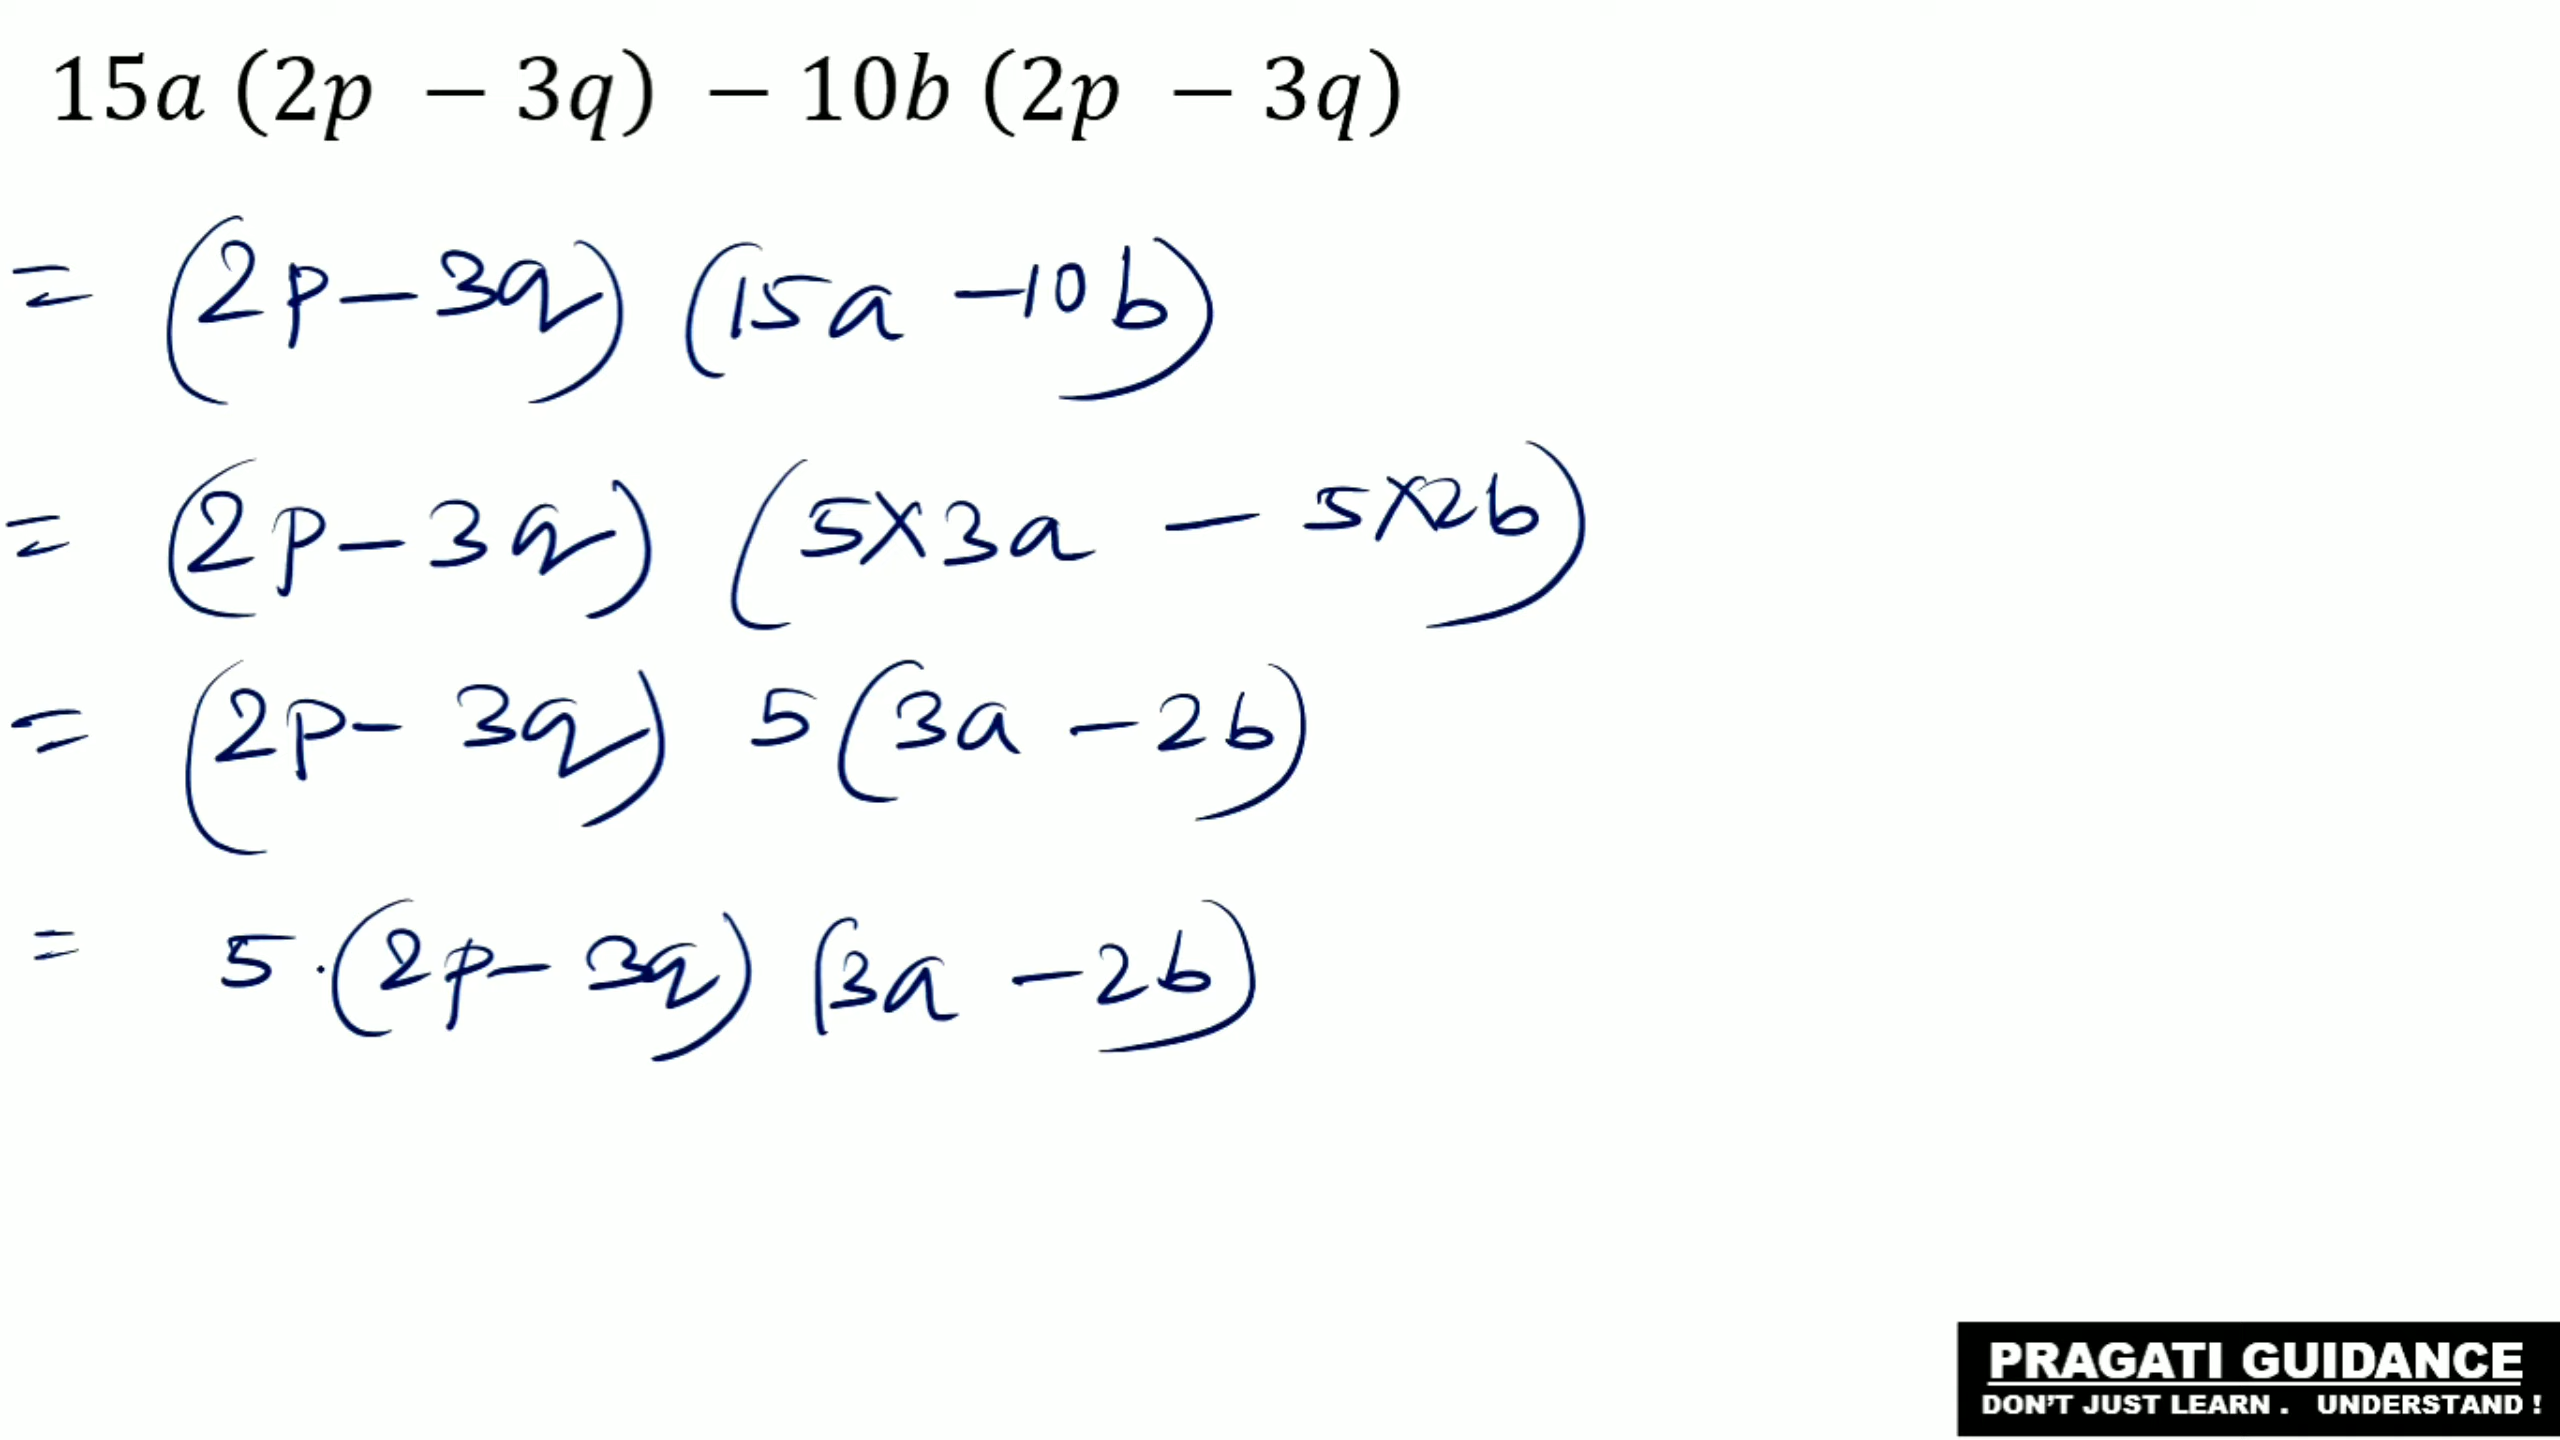 15a (2p − 3q) − 10b (2p − 3q)
= (2p − 3q) (15a − 10b)
= (2p − 3q) (5×3a − 5×2b)
= (2p − 3q) 5(3a − 2b)
= 5·(2p − 3q) (3a − 2b)
PRAGATI GUIDANCE
DON'T JUST LEARN . UNDERSTAND !